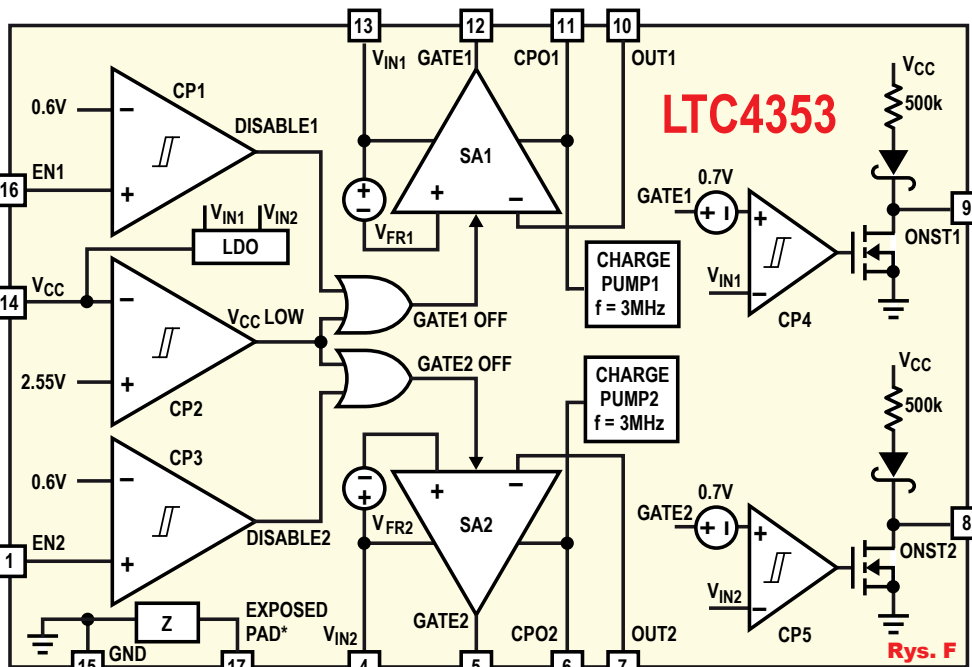 13
12
11
10
VIN1
GATE1
CPO1
OUT1
LTC4353
VCC
500k
CP1
0.6V
DISABLE1
EN1
16
SA1
VFR1
VIN1 VIN2
LDO
GATE1
0.7V
VIN1
CP4
9
ONST1
CHARGE
PUMP1
f = 3MHz
VCC
14
VCC LOW
2.55V
CP2
GATE1 OFF
GATE2 OFF
CHARGE
PUMP2
f = 3MHz
VCC
500k
CP3
0.6V
DISABLE2
EN2
1
VFR2
SA2
GATE2
0.7V
VIN2
CP5
8
ONST2
Z
EXPOSED
PAD*
GND
VIN2
GATE2
CPO2
OUT2
15
17
4
5
6
7
Rys. F